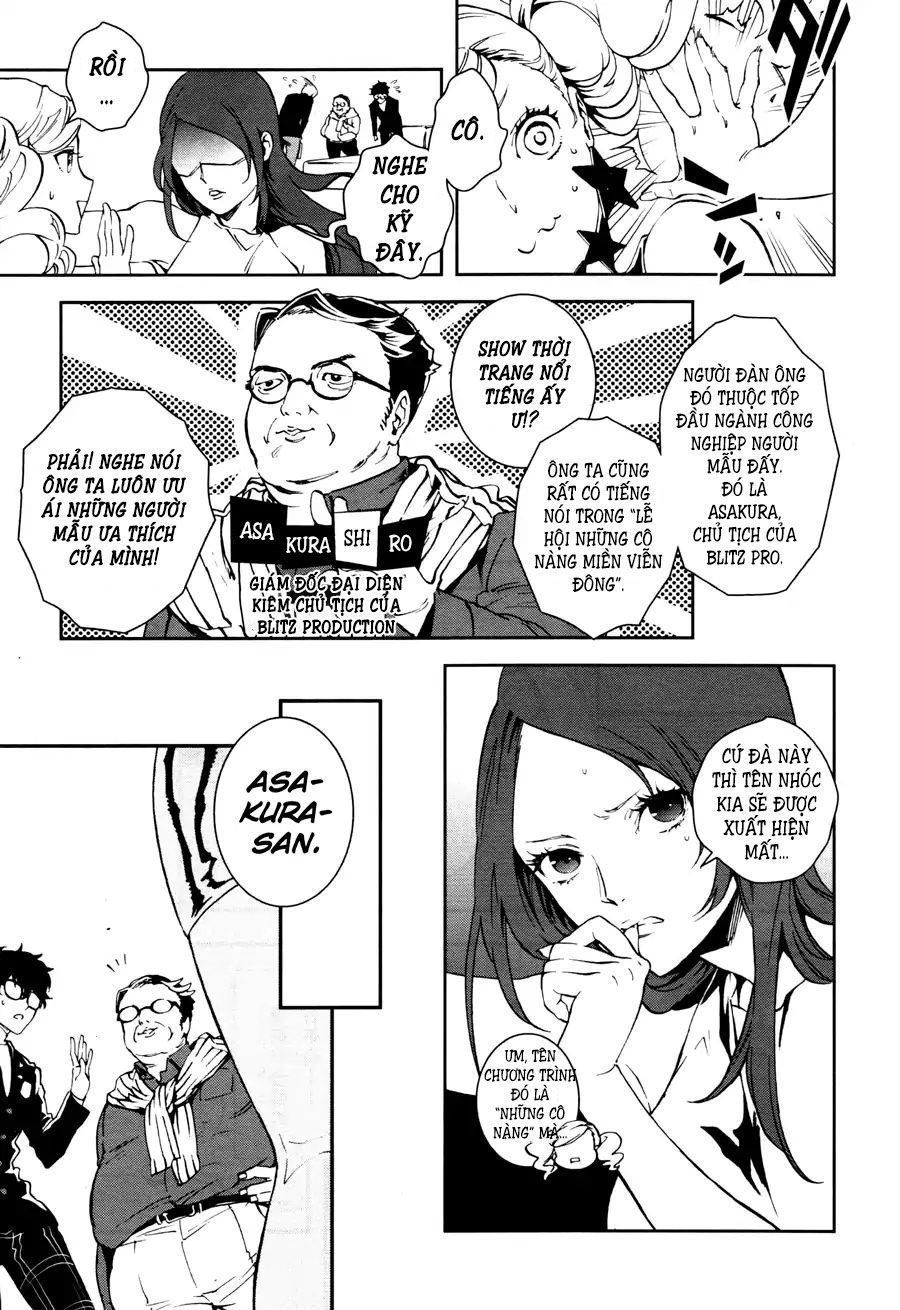 ダッ
CÔ.
NGHE
CHO
KỸ
ĐÂY.
RỒI
...
NGƯỜI ĐÀN ÔNG
ĐÓ THUỘC TỐP
ĐẦU NGÀNH CÔNG
NGHIỆP NGƯỜI
MẪU ĐẤY.
ĐÓ LÀ
ASAKURA,
CHỦ TỊCH CỦA
BLITZ PRO.
SHOW THỜI
TRANG NỔI
TIẾNG ẤY
Ư!?
ÔNG TA CŨNG
RẤT CÓ TIẾNG
NÓI TRONG “LỄ
HỘI NHỮNG CÔ
NÀNG MIỀN VIỄN
ĐÔNG”.
PHẢI! NGHE NÓI
ÔNG TA LUÔN ƯU
ÁI NHỮNG NGƯỜI
MẪU ƯA THÍCH
CỦA MÌNH!
ASA KURA SHI RO
GIÁM ĐỐC ĐẠI DIỆN
KIÊM CHỦ TỊCH CỦA
BLITZ PRODUCTION
CỨ ĐÀ NÀY
THÌ TÊN NHÓC
KIA SẼ ĐƯỢC
XUẤT HIỆN
MẤT...
ƯM, TÊN
CHƯƠNG TRÌNH
ĐÓ LÀ
“NHỮNG CÔ
NÀNG” MÀ...
ASA-
KURA-
SAN.